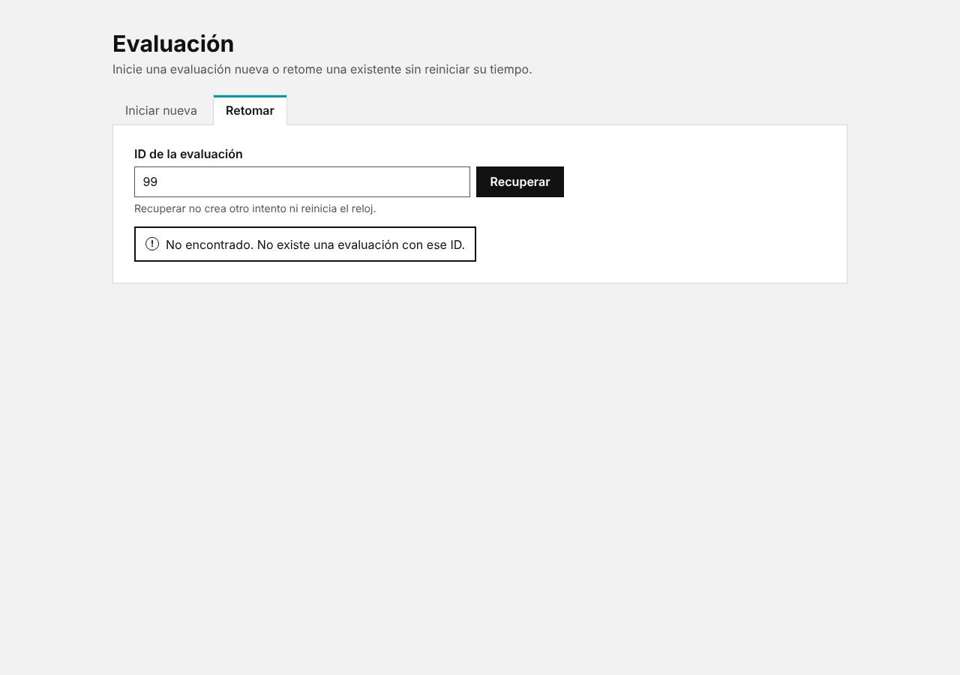 Evaluación
Inicie una evaluación nueva o retome una existente sin reiniciar su tiempo.
Iniciar nueva
Retomar
ID de la evaluación
99
Recuperar
Recuperar no crea otro intento ni reinicia el reloj.
No encontrado. No existe una evaluación con ese ID.